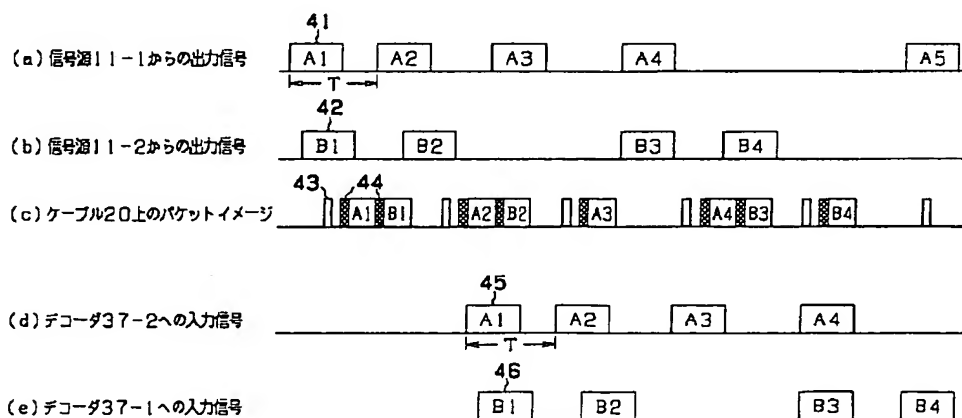 41
(a)信号源11-1からの出力信号 A1 A2 A3 A4 A5
T
42
(b)信号源11-2からの出力信号 B1 B2 B3 B4
43 44
(c)ケーブル20上のパケットイメージ A1 B1 A2 B2 A3 A4 B3 B4
45
(d)デコーダ37-2への入力信号 A1 A2 A3 A4
T
46
(e)デコーダ37-1への入力信号 B1 B2 B3 B4